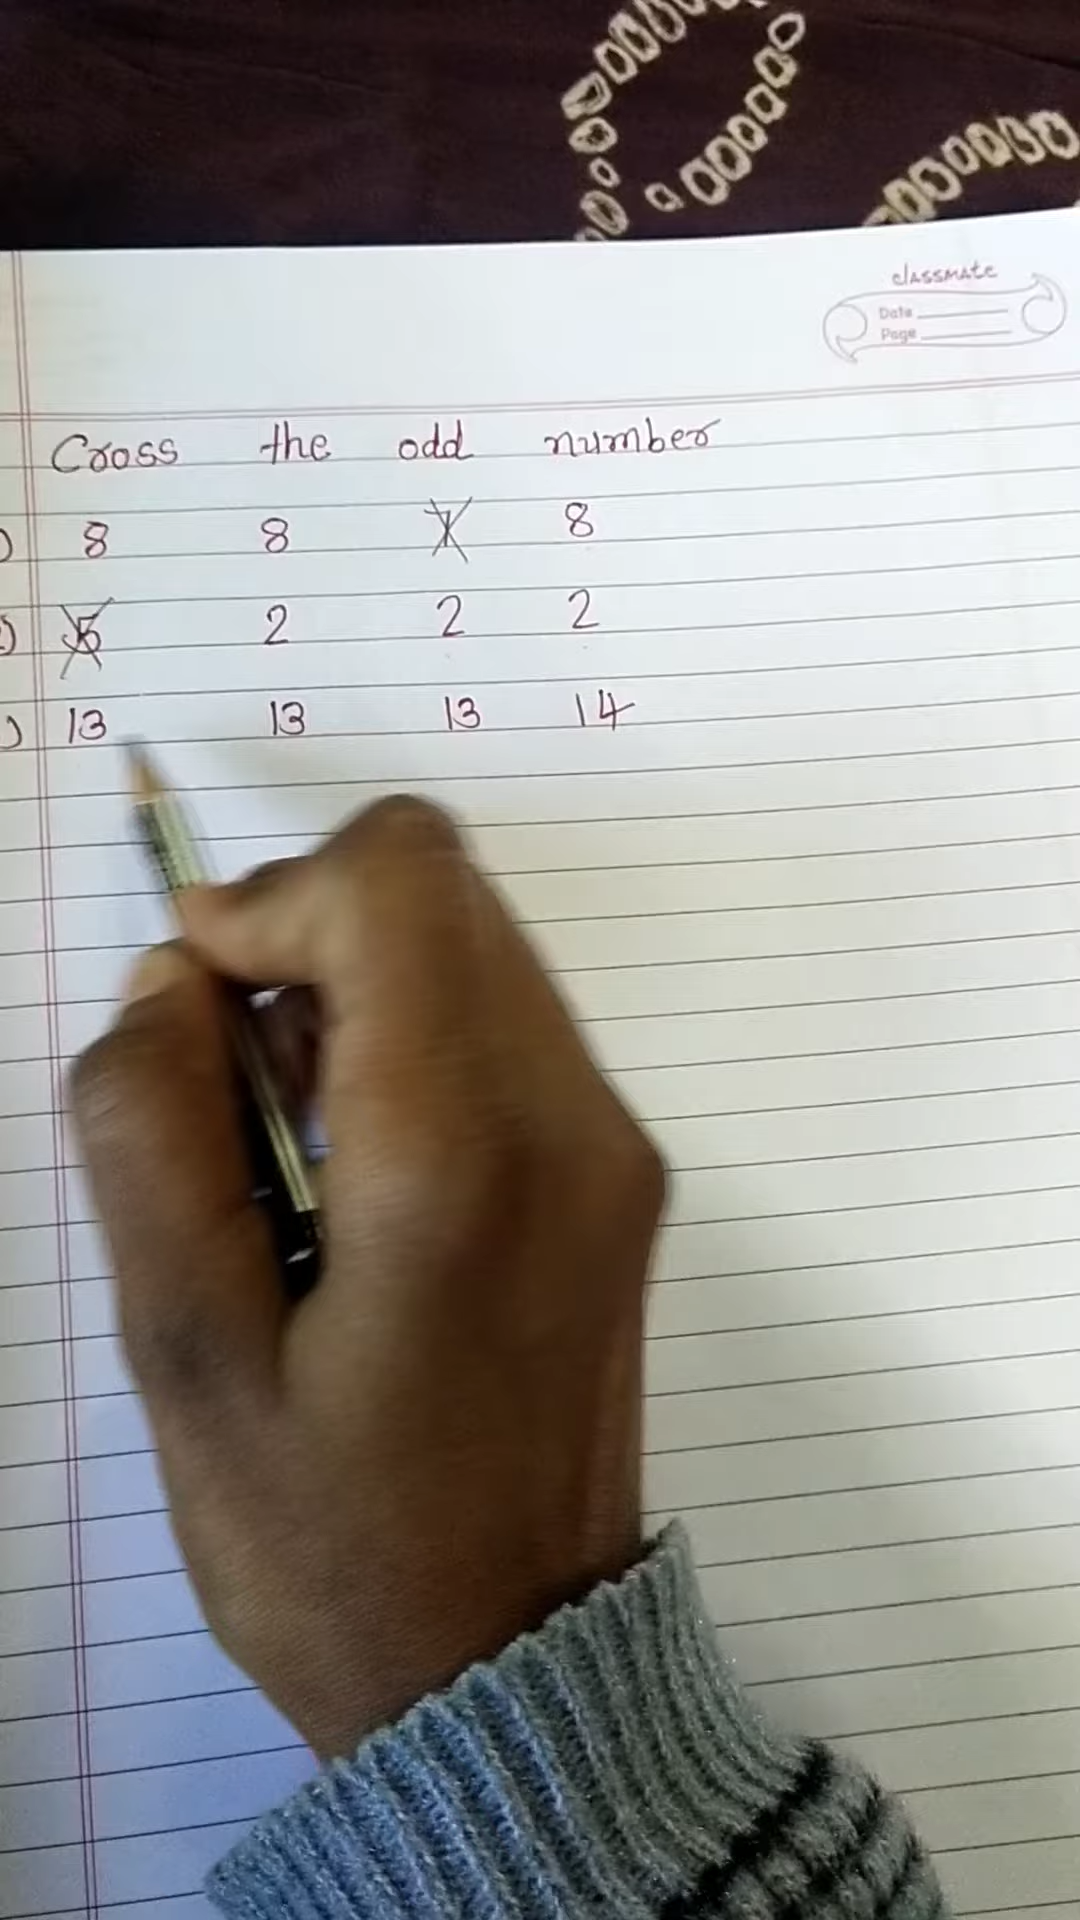 classmate
Date
Page
Cross the odd number
) 8 8 7 8
) 5 2 2 2
) 13 13 13 14